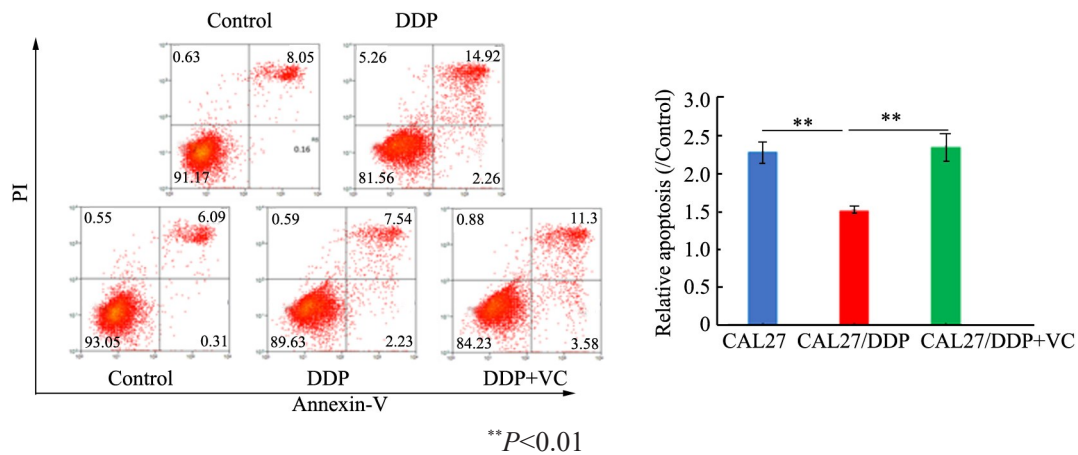 Control
DDP
PI
0.63
8.05
0.16
91.17
5.26
14.92
81.56
2.26
0.55
6.09
93.05
0.31
0.59
7.54
89.63
2.23
0.88
11.3
84.23
3.58
Control
DDP
DDP+VC
Annexin-V
Relative apoptosis (/Control)
3.0
2.5
2.0
1.5
1.0
0.5
0
**
**
CAL27
CAL27/DDP
CAL27/DDP+VC
**P<0.01